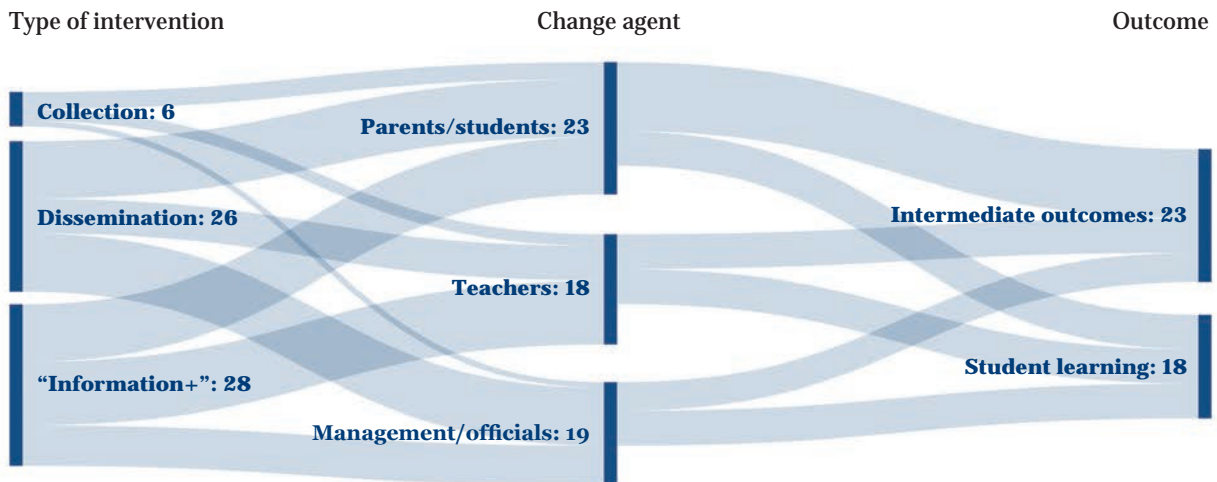 Type of intervention
Change agent
Outcome
Collection: 6
Dissemination: 26
“Information+”: 28
Parents/students: 23
Teachers: 18
Management/officials: 19
Intermediate outcomes: 23
Student learning: 18